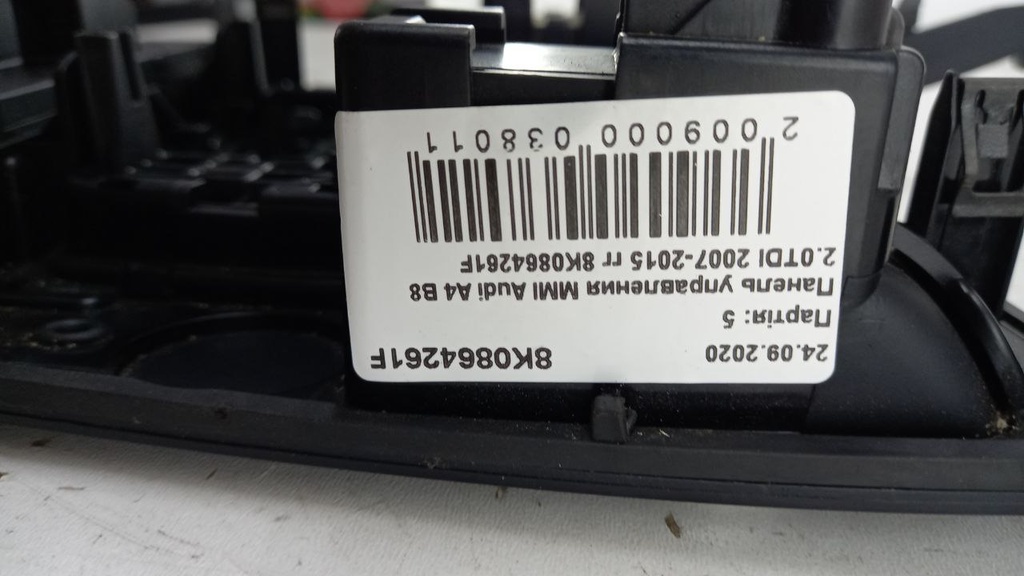 24.09.2020 8K0864261F
Партія: 5
Панель управления MMI Audi A4 B8
2.0TDI 2007-2015 гг 8K0864261F
2 009000 038011